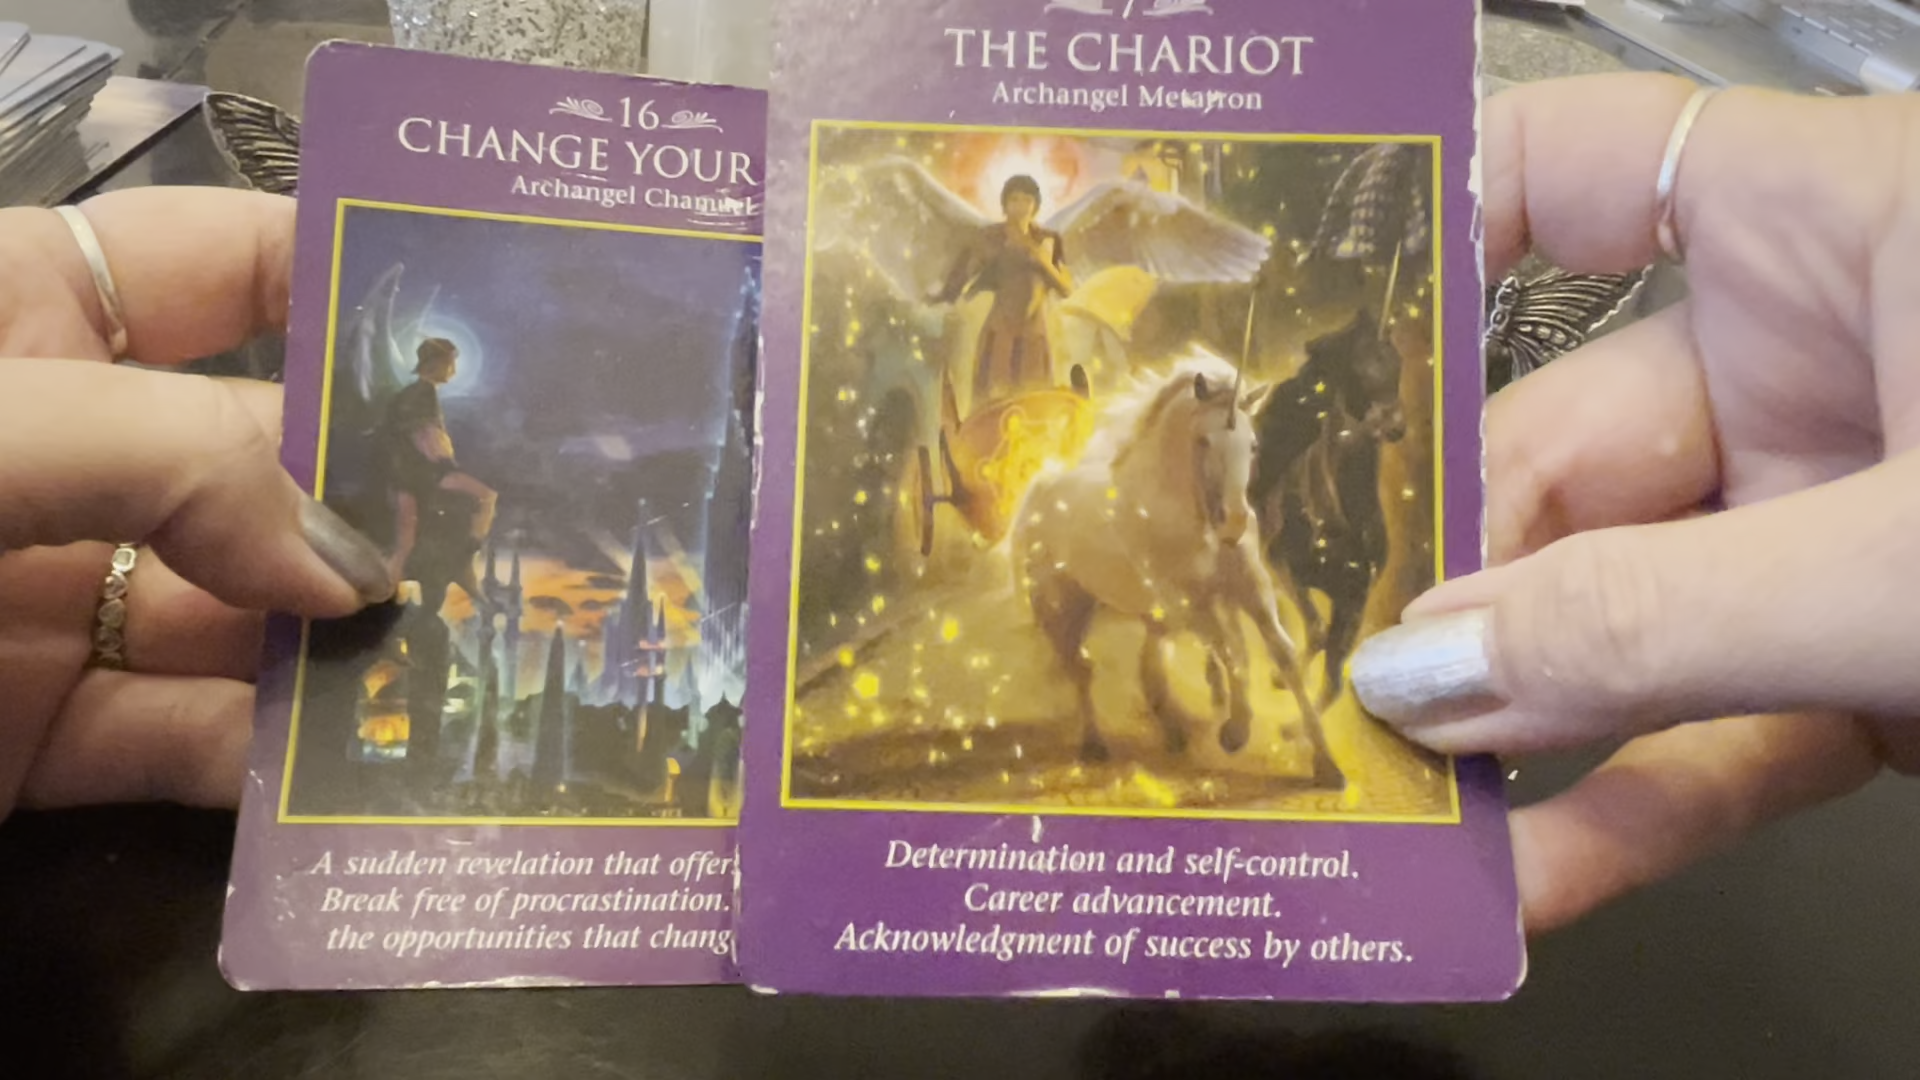 16
CHANGE YOUR
Archangel Chamuel
A sudden revelation that offer
Break free of procrastination.
the opportunities that chang
7
THE CHARIOT
Archangel Metatron
Determination and self-control.
Career advancement.
Acknowledgment of success by others.